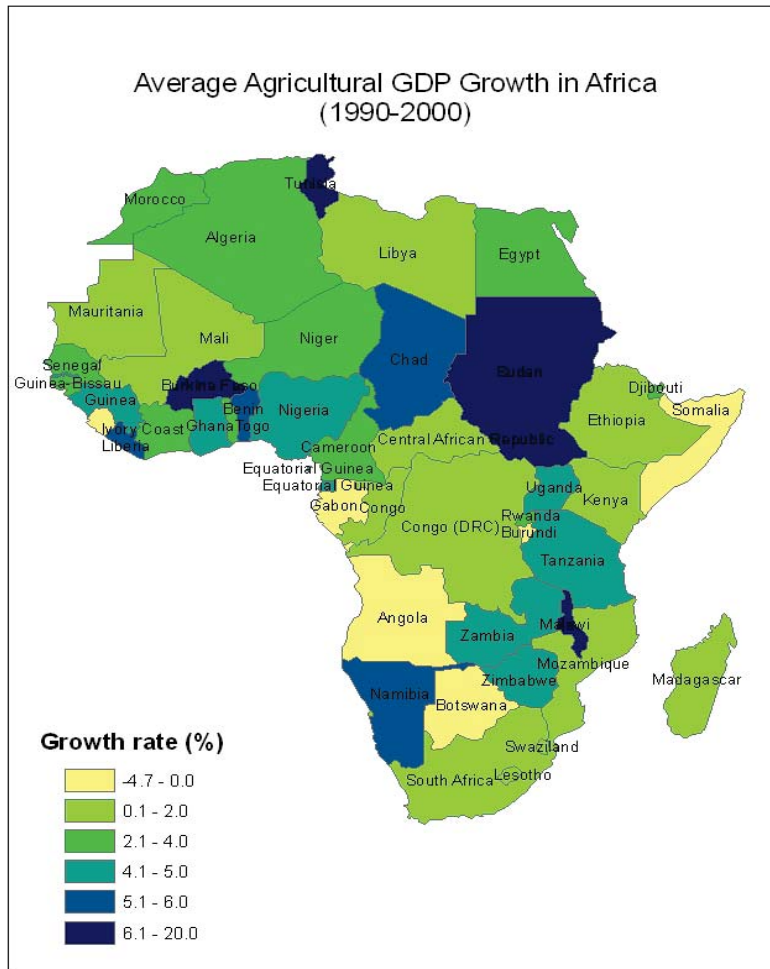 Average Agricultural GDP Growth in Africa
(1990-2000)
Tunisia
Morocco
Algeria
Libya
Egypt
Mauritania
Mali
Niger
Chad
Sudan
Senegal
Guinea-Bissau
Guinea
Burkina Faso
Djibouti
Somalia
Benin
Nigeria
Ethiopia
Ivory Coast
Ghana
Togo
Liberia
Cameroon
Central African Republic
Equatorial Guinea
Equatorial Guinea
Gabon
Congo
Congo (DRC)
Uganda
Kenya
Rwanda
Burundi
Tanzania
Angola
Zambia
Malawi
Mozambique
Zimbabwe
Madagascar
Namibia
Botswana
Swaziland
South Africa
Lesotho
Growth rate (%)
-4.7 - 0.0
0.1 - 2.0
2.1 - 4.0
4.1 - 5.0
5.1 - 6.0
6.1 - 20.0